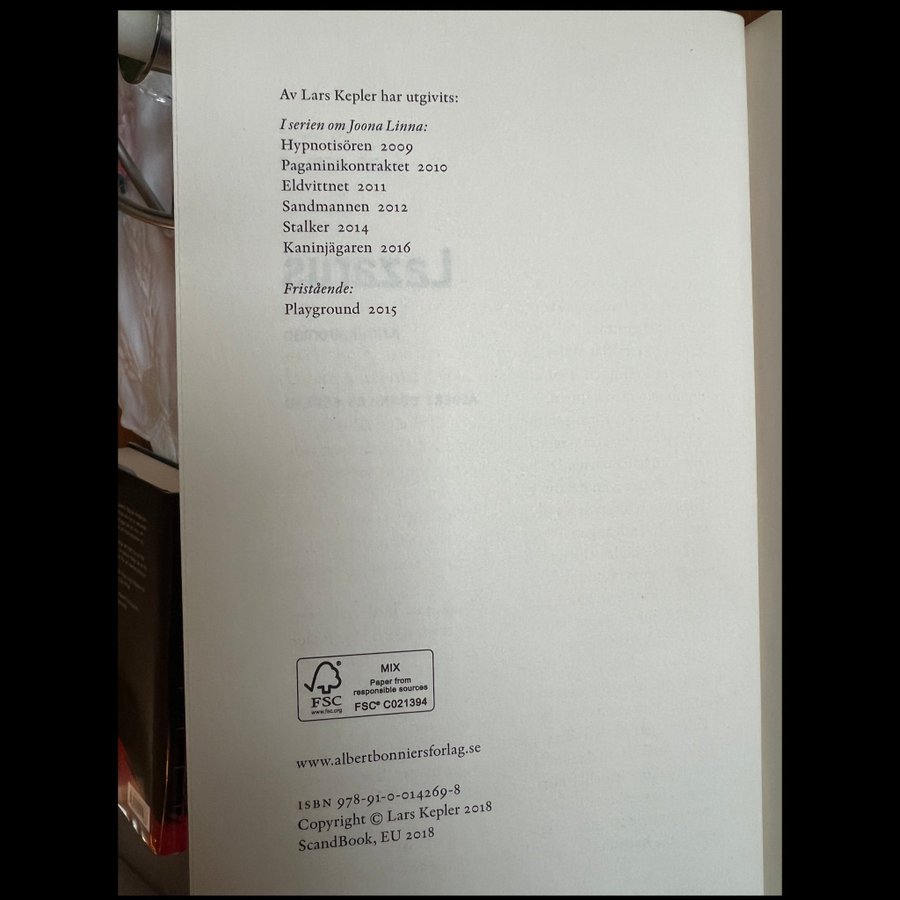 Av Lars Kepler har utgivits:
I serien om Joona Linna:
Hypnotisören 2009
Paganinikontraktet 2010
Eldvittnet 2011
Sandmannen 2012
Stalker 2014
Kaninjägaren 2016
Fristående:
Playground 2015
Lazarus
FSC®
www.fsc.org
MIX
Paper from
responsible sources
FSC® C021394
www.albertbonniersforlag.se
ISBN 978-91-0-014269-8
Copyright © Lars Kepler 2018
ScandBook, EU 2018